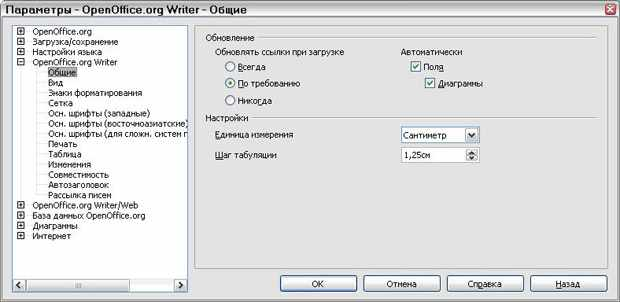 Параметры - OpenOffice.org Writer - Общие
OpenOffice.org
Загрузка/сохранение
Настройки языка
OpenOffice.org Writer
Общие
Вид
Знаки форматирования
Сетка
Осн. шрифты (западные)
Осн. шрифты (восточноазиатские)
Осн. шрифты (для сложн. систем п
Печать
Таблица
Изменения
Совместимость
Автозаголовок
Рассылка писем
OpenOffice.org Writer/Web
База данных OpenOffice.org
Диаграммы
Интернет
Обновление
Обновлять ссылки при загрузке
Всегда
По требованию
Никогда
Автоматически
Поля
Диаграммы
Настройки
Единица измерения Сантиметр
Шаг табуляции 1,25см
ОК Отмена Справка Назад